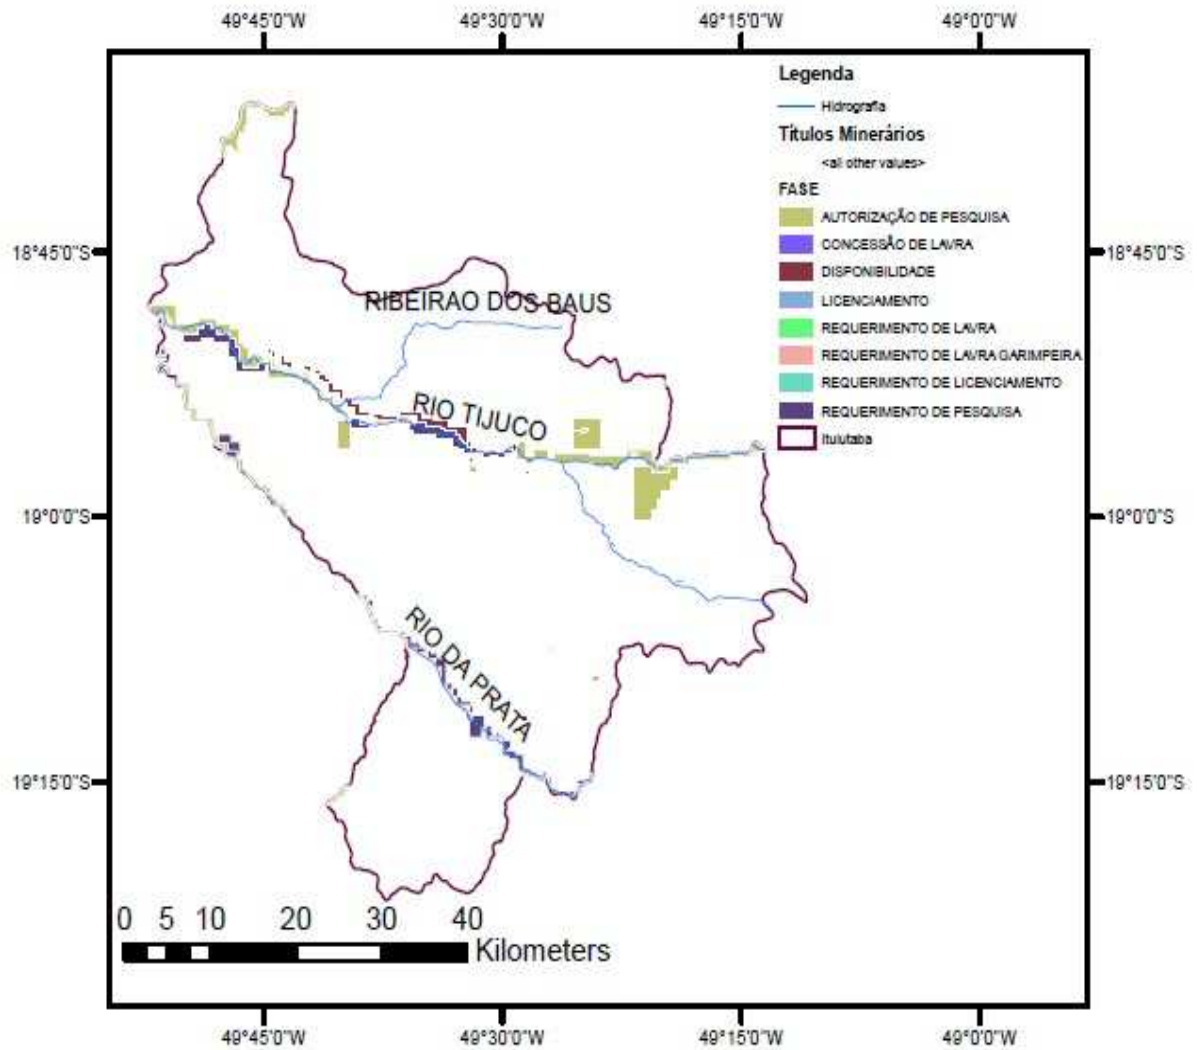 49°45'0"W 49°30'0"W 49°15'0"W 49°0'0"W
Legenda
Hidrografia
Títulos Minerários
<all other values>
FASE
AUTORIZAÇÃO DE PESQUISA
CONCESSÃO DE LAVRA
DISPONIBILIDADE
LICENCIAMENTO
REQUERIMENTO DE LAVRA
REQUERIMENTO DE LAVRA GARIMPEIRA
REQUERIMENTO DE LICENCIAMENTO
REQUERIMENTO DE PESQUISA
Ituiutaba
18°45'0"S 18°45'0"S
RIBEIRAO DOS BAUS
RIO TIJUCO
19°0'0"S 19°0'0"S
RIO DA PRATA
19°15'0"S 19°15'0"S
0 5 10 20 30 40
Kilometers
49°45'0"W 49°30'0"W 49°15'0"W 49°0'0"W